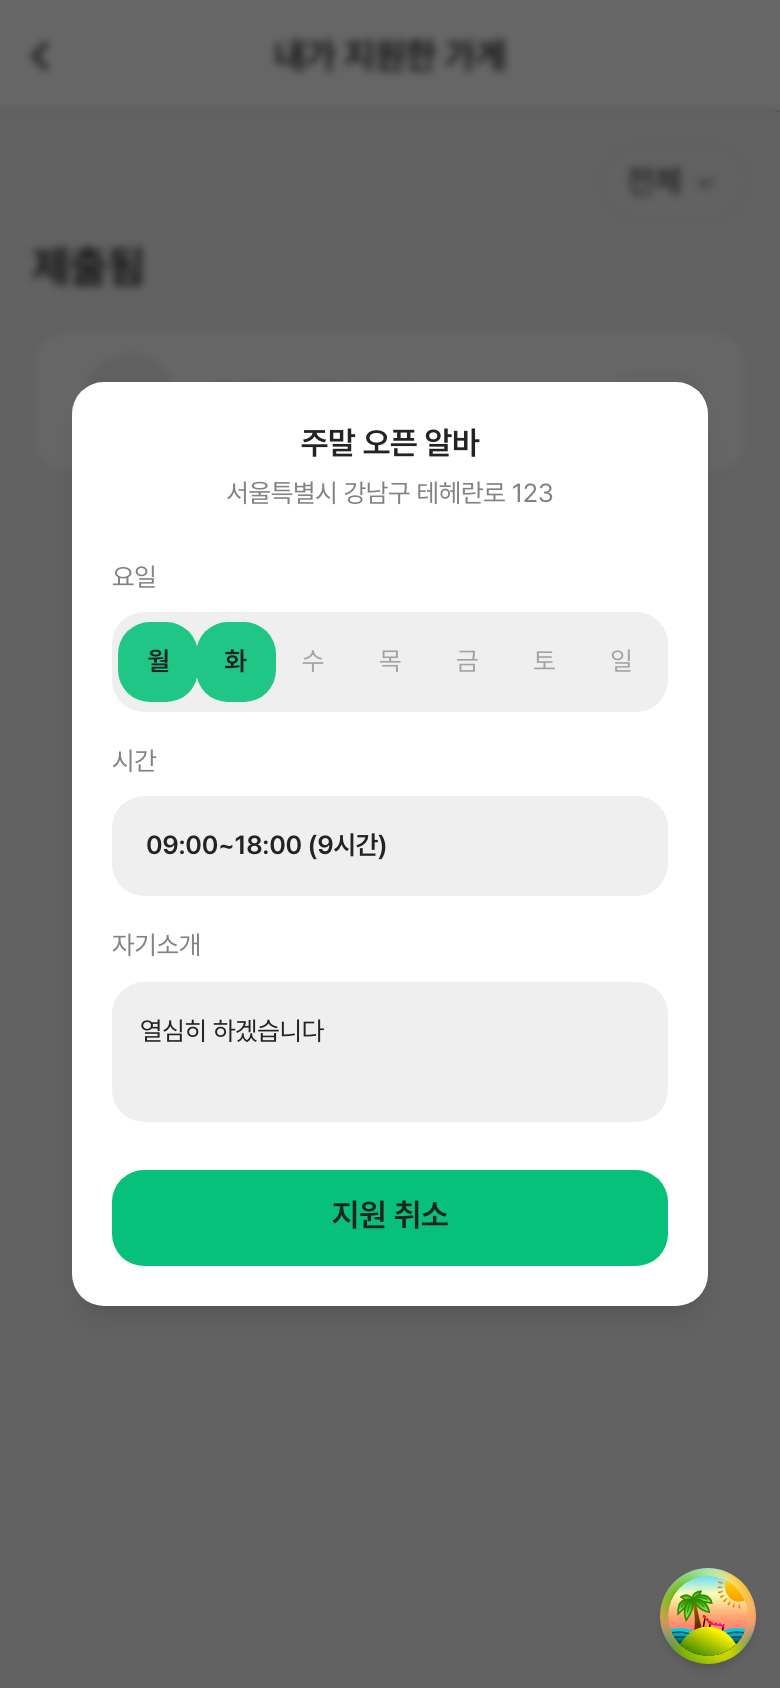 내가 지원한 가게
전체
제출됨
주말 오픈 알바
서울특별시 강남구 테헤란로 123
요일
월 화 수 목 금 토 일
시간
09:00~18:00 (9시간)
자기소개
열심히 하겠습니다
지원 취소